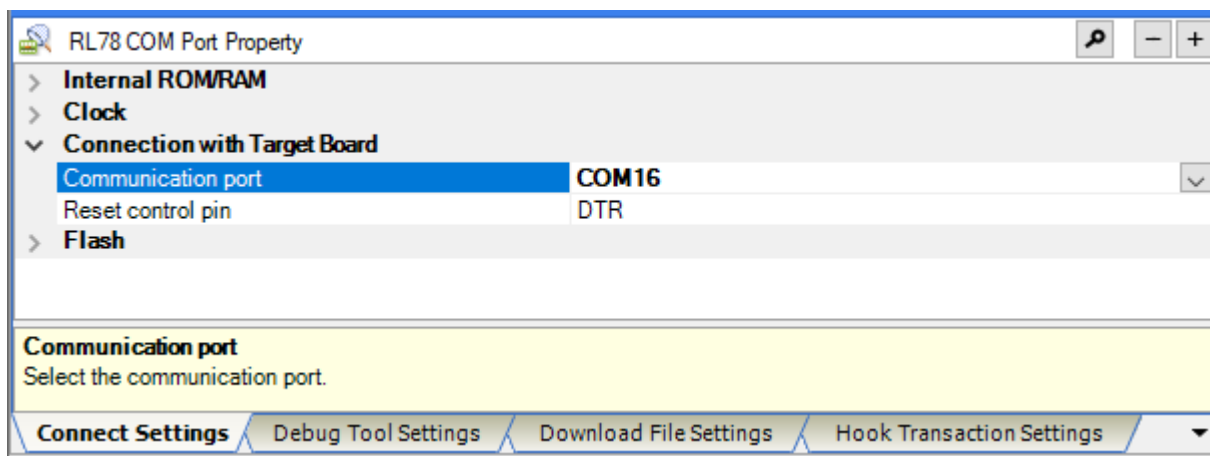 RL78 COM Port Property
Internal ROM/RAM
Clock
Connection with Target Board
Communication port COM16
Reset control pin DTR
Flash
Communication port
Select the communication port.
Connect Settings Debug Tool Settings Download File Settings Hook Transaction Settings